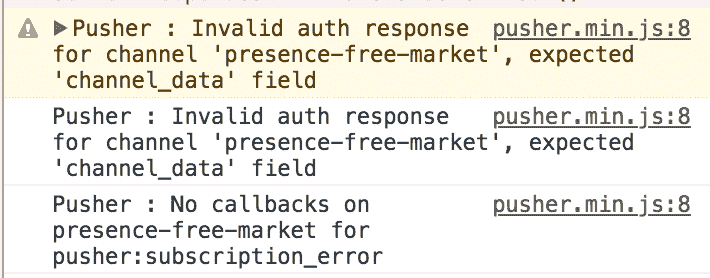 Pusher : Invalid auth response pusher.min.js:8
for channel 'presence-free-market', expected
'channel_data' field
Pusher : Invalid auth response pusher.min.js:8
for channel 'presence-free-market', expected
'channel_data' field
Pusher : No callbacks on pusher.min.js:8
presence-free-market for
pusher:subscription_error